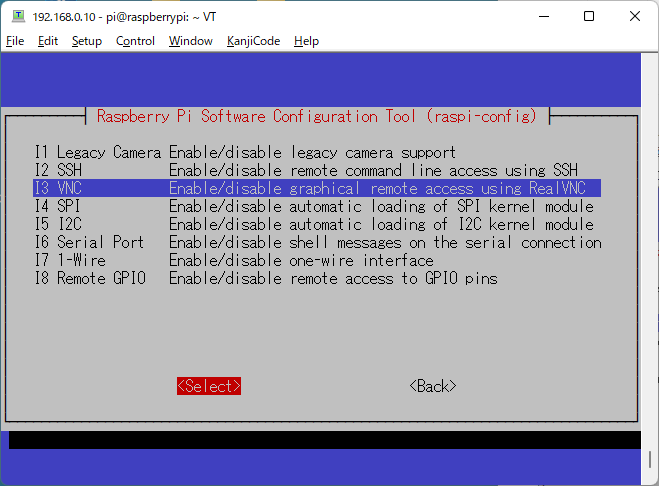 192.168.0.10 - pi@raspberrypi: ~ VT
File Edit Setup Control Window KanjiCode Help
Raspberry Pi Software Configuration Tool (raspi-config)
I1 Legacy Camera Enable/disable legacy camera support
I2 SSH Enable/disable remote command line access using SSH
I3 VNC Enable/disable graphical remote access using RealVNC
I4 SPI Enable/disable automatic loading of SPI kernel module
I5 I2C Enable/disable automatic loading of I2C kernel module
I6 Serial Port Enable/disable shell messages on the serial connection
I7 1-Wire Enable/disable one-wire interface
I8 Remote GPIO Enable/disable remote access to GPIO pins
<Select> <Back>